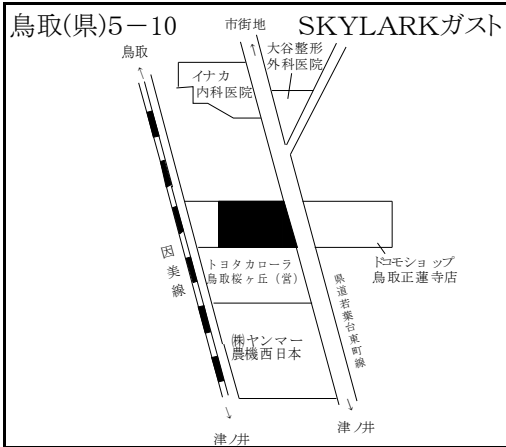 鳥取(県)5－10 SKYLARKガスト
鳥取
市街地
大谷整形
外科医院
イナカ
内科医院
因美線
トヨタカローラ
鳥取桜ヶ丘（営）
ドコモショップ
鳥取正蓮寺店
県道若葉台東町線
㈱ヤンマー
農機西日本
津ノ井
津ノ井